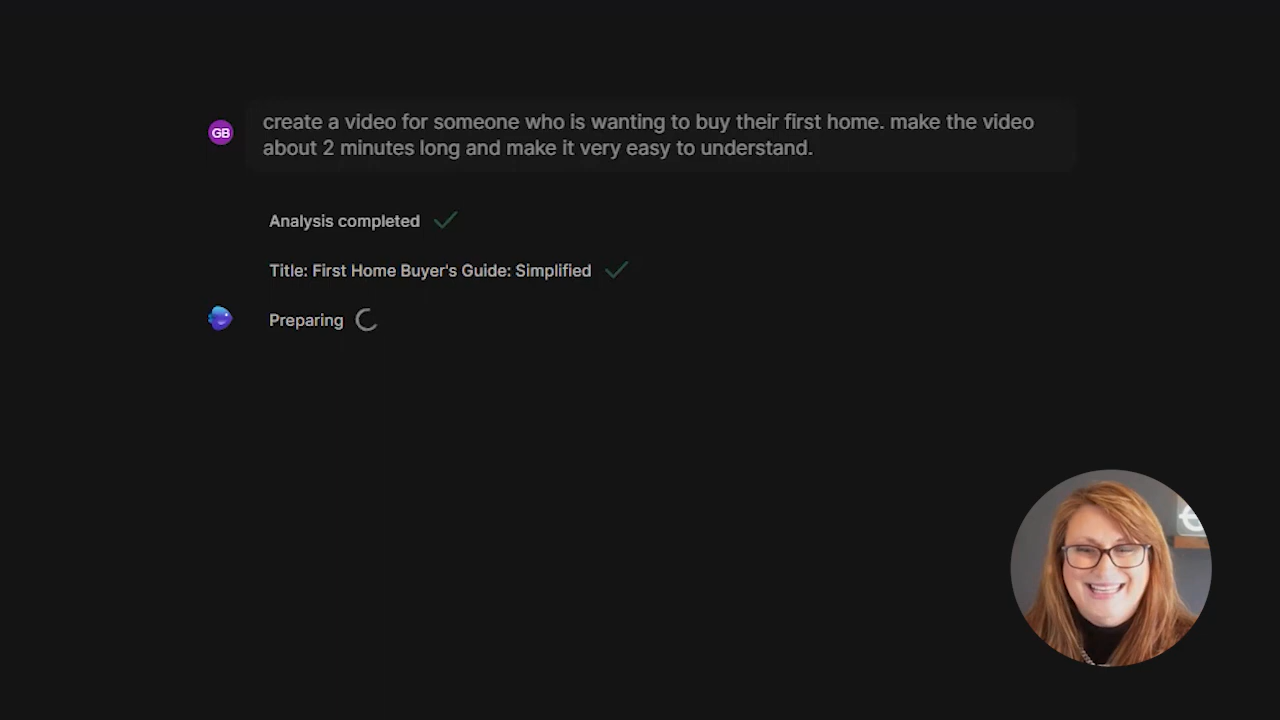 GB
create a video for someone who is wanting to buy their first home. make the video
about 2 minutes long and make it very easy to understand.
Analysis completed
Title: First Home Buyer's Guide: Simplified
Preparing